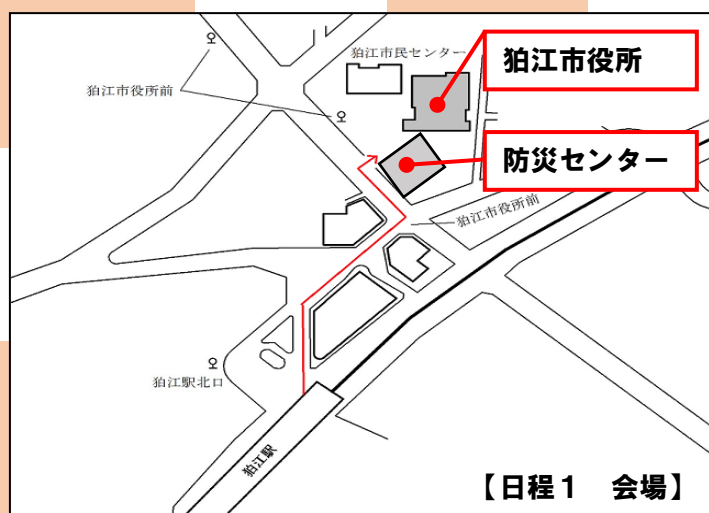 狛江市民センター
狛江市役所
狛江市役所前
防災センター
狛江市役所前
狛江駅北口
狛江駅
【日程1 会場】